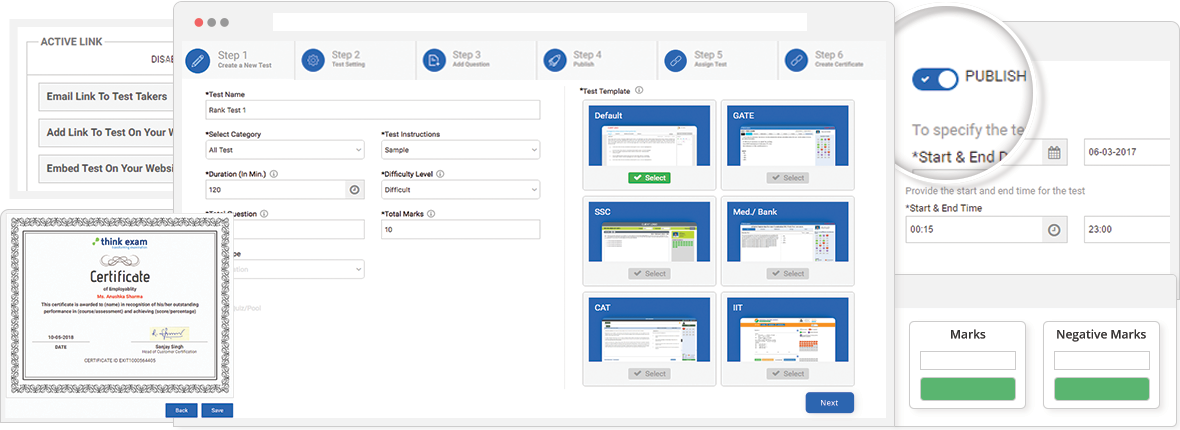 ACTIVE LINK
DISAB
Email Link To Test Takers
Add Link To Test On Your W
Embed Test On Your Websi
think exam
Certificate
of Employability
Ms. Anushka Sharma
This certificate is awarded to (name) in recognition of his/her outstanding
performance in (course/assessment) and achieving (score/percentage)
10-05-2018
DATE
Sanjay Singh
Head of Customer Certification
CERTIFICATE ID EXIT1000564405
Back
Save
Step 1
Create a New Test
Step 2
Test Setting
Step 3
Add Question
Step 4
Publish
Step 5
Assign Test
Step 6
Create Certificate
*Test Name
Rank Test 1
*Select Category
All Test
*Test Instructions
Sample
*Duration (In Min.)
120
*Difficulty Level
Difficult
*Total Question
*Total Marks
10
*Test Template
Default
Select
GATE
Select
SSC
Select
Med./ Bank
Select
CAT
Select
IIT
Select
Next
PUBLISH
To specify the te
*Start & End D
06-03-2017
Provide the start and end time for the test
*Start & End Time
00:15
23:00
Marks
Negative Marks